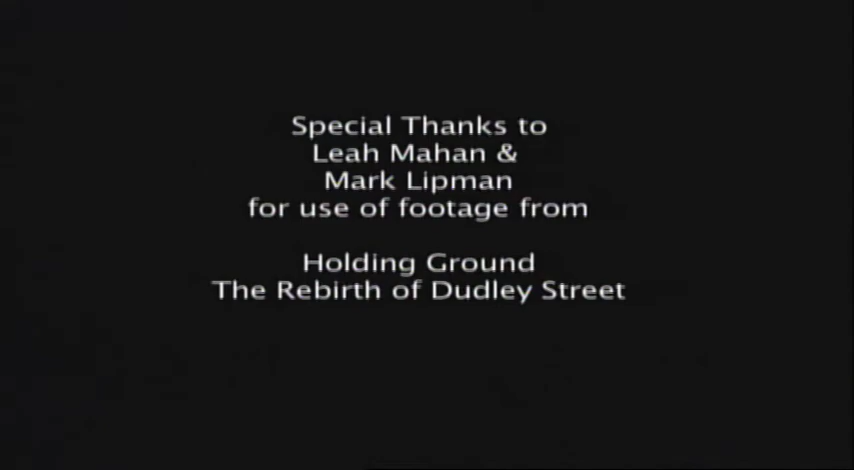 Special Thanks to
Leah Mahan &
Mark Lipman
for use of footage from
Holding Ground
The Rebirth of Dudley Street